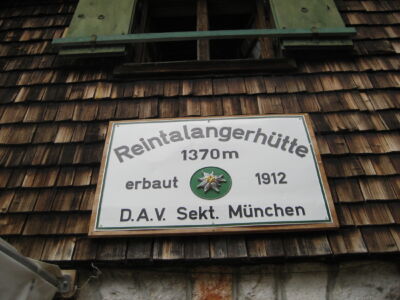 Reintalangerhütte
1370m
erbaut 1912
D.A.V. Sekt. München